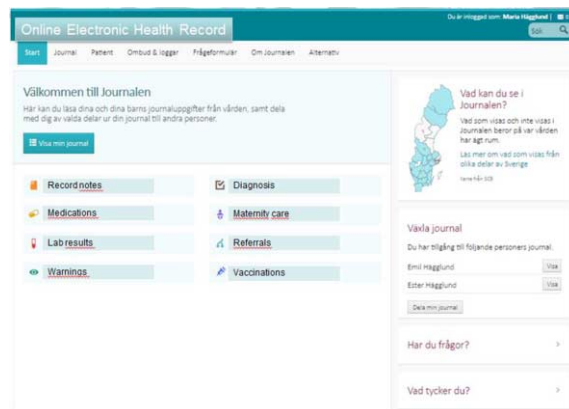 Du är inloggad som: Maria Hägglund |
Online Electronic Health Record
Sök
Start Journal Patient Ombud & loggar Frågeformulär Om Journalen Alternativ
Välkommen till Journalen
Här kan du läsa dina och dina barns journaluppgifter från vården, samt dela
med dig av valda delar ur din journal till andra
personer.
Visa min journal
Record notes
Diagnosis
Medications
Maternity care
Lab results
Referrals
Warnings
Vaccinations
Vad kan du se i
Journalen?
Vad som visas och inte visas i
Journalen beror på var vården
har ägt rum.
Läs mer om vad som visas från
olika delar av Sverige
Växla journal
Du har tillgång till följande personers journal.
Emil Hägglund Visa
Ester Hägglund Visa
Dela min journal
Har du frågor?
Vad tycker du?